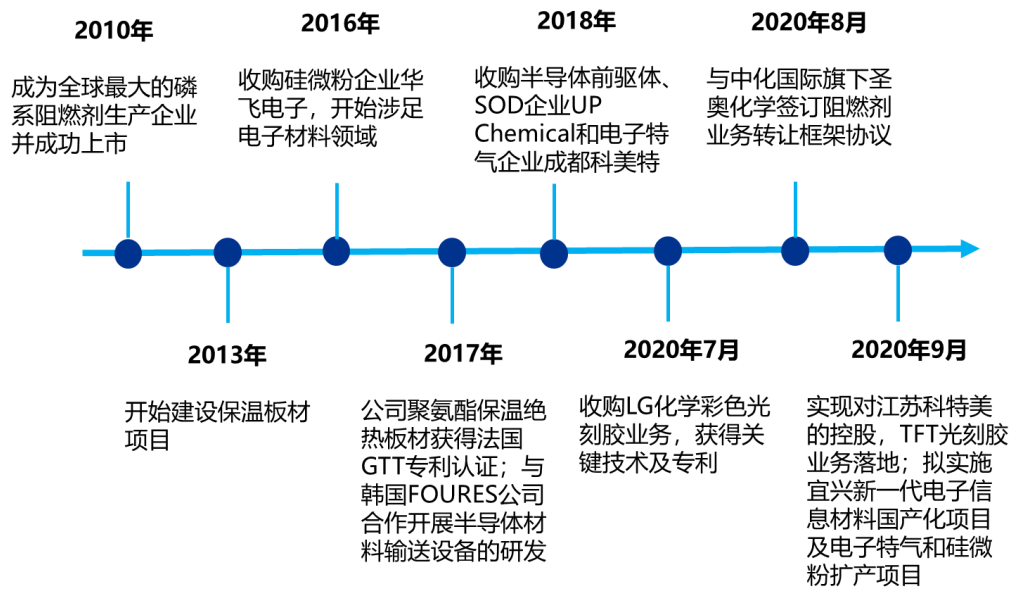 2010年
成为全球最大的磷
系阻燃剂生产企业
并成功上市
2016年
收购硅微粉企业华
飞电子，开始涉足
电子材料领域
2018年
收购半导体前驱体、
SOD企业UP
Chemical和电子特
气企业成都科美特
2020年8月
与中化国际旗下圣
奥化学签订阻燃剂
业务转让框架协议
2013年
开始建设保温板材
项目
2017年
公司聚氨酯保温绝
热板材获得法国
GTT专利认证；与
韩国FOURES公司
合作开展半导体材
料输送设备的研发
2020年7月
收购LG化学彩色光
刻胶业务，获得关
键技术及专利
2020年9月
实现对江苏科特美
的控股，TFT光刻胶
业务落地；拟实施
宜兴新一代电子信
息材料国产化项目
及电子特气和硅微
粉扩产项目